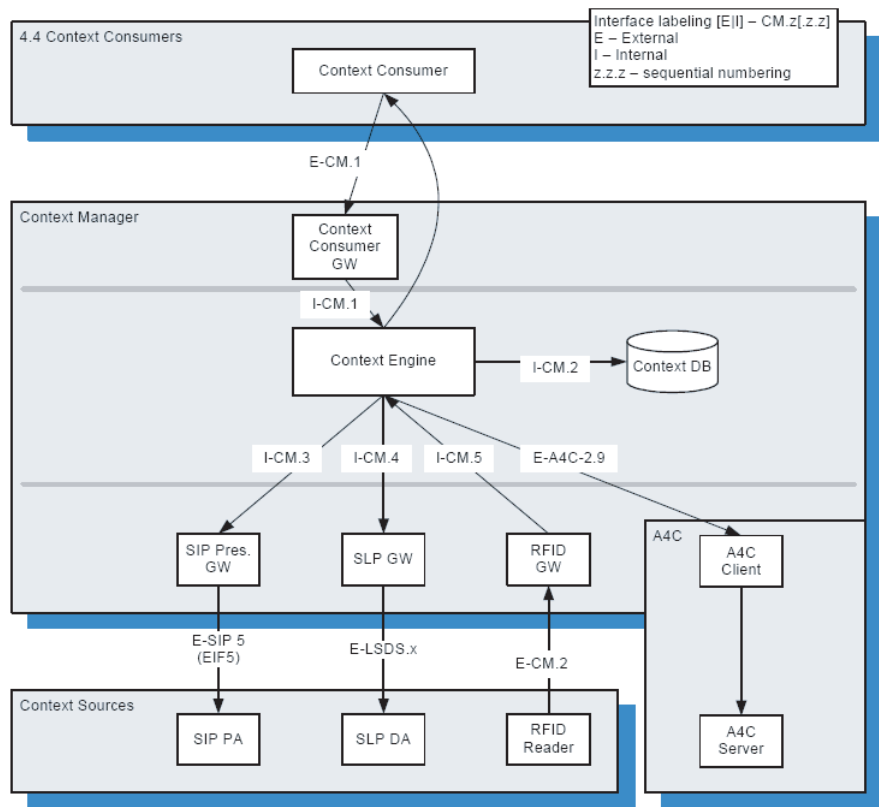 4.4 Context Consumers
Interface labeling [E|I] – CM.z[.z.z]
E – External
I – Internal
z.z.z – sequential numbering
Context Consumer
E-CM.1
Context Manager
Context
Consumer
GW
I-CM.1
Context Engine
I-CM.2
Context DB
I-CM.3
I-CM.4
I-CM.5
E-A4C-2.9
SIP Pres.
GW
SLP GW
RFID
GW
A4C
A4C
Client
E-SIP 5
(EIF5)
E-LSDS.x
E-CM.2
Context Sources
SIP PA
SLP DA
RFID
Reader
A4C
Server